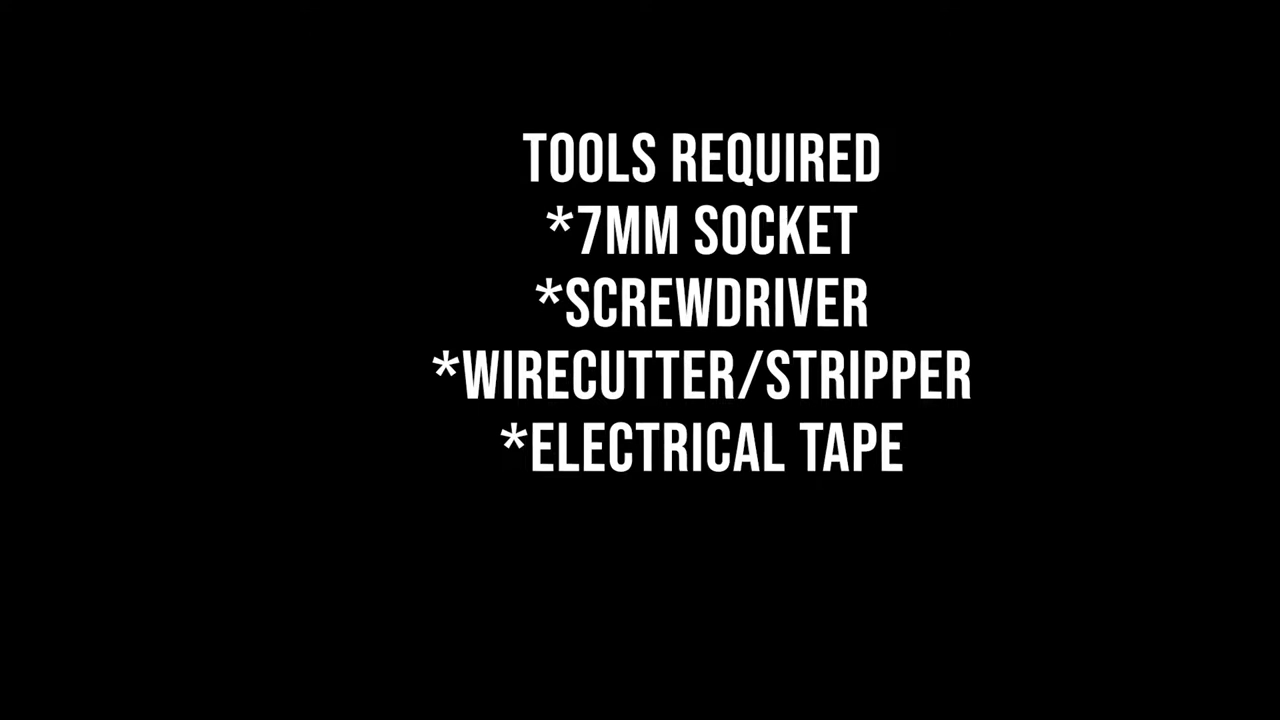 TOOLS REQUIRED
*7MM SOCKET
*SCREWDRIVER
*WIRECUTTER/STRIPPER
*ELECTRICAL TAPE